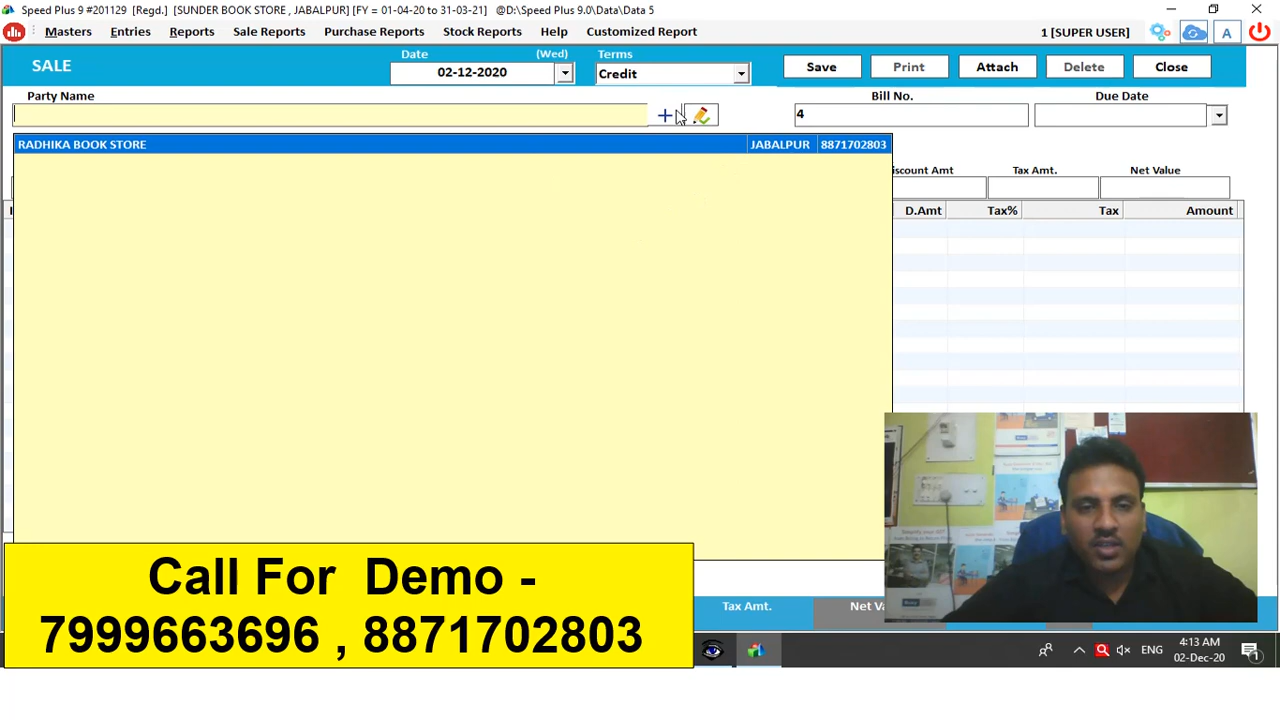 Speed Plus 9 #201129 [Regd.] [SUNDER BOOK STORE , JABALPUR] [FY = 01-04-20 to 31-03-21] @D:\Speed Plus 9.0\Data\Data 5
Masters Entries Reports Sale Reports Purchase Reports Stock Reports Help Customized Report 1 [SUPER USER] A
SALE Date (Wed) Terms
02-12-2020 Credit Save Print Attach Delete Close
Party Name Bill No. Due Date
+ 4
RADHIKA BOOK STORE JABALPUR 8871702803
scount Amt Tax Amt. Net Value
D.Amt Tax% Tax Amount
Call For Demo -
7999663696 , 8871702803
Tax Amt. Net Va
ENG
4:13 AM
02-Dec-20
1